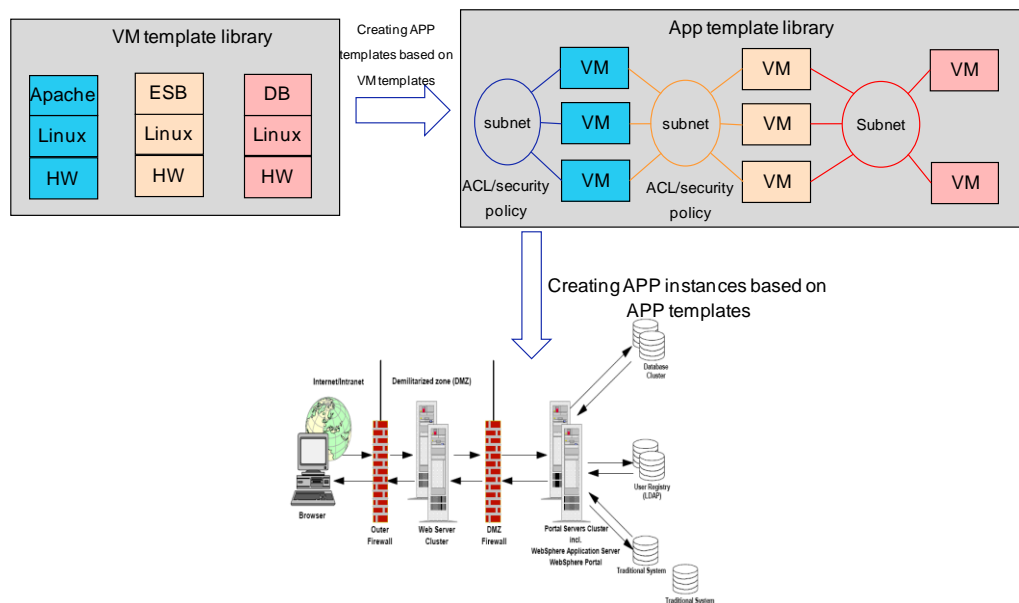 VM template library
Apache
Linux
HW
ESB
Linux
HW
DB
Linux
HW
Creating APP
templates based on
VM templates
App template library
subnet
ACL/security
policy
VM
VM
VM
subnet
ACL/security
policy
VM
VM
VM
Subnet
VM
VM
Creating APP instances based on
APP templates
Internet/Intranet
Demilitarized zone (DMZ)
Browser
Outer
Firewall
Web Server
Cluster
DMZ
Firewall
Portal Servers Cluster
incl.
WebSphere Application Server
WebSphere Portal
Database
Cluster
User Registry
(LDAP)
Traditional System
Traditional System